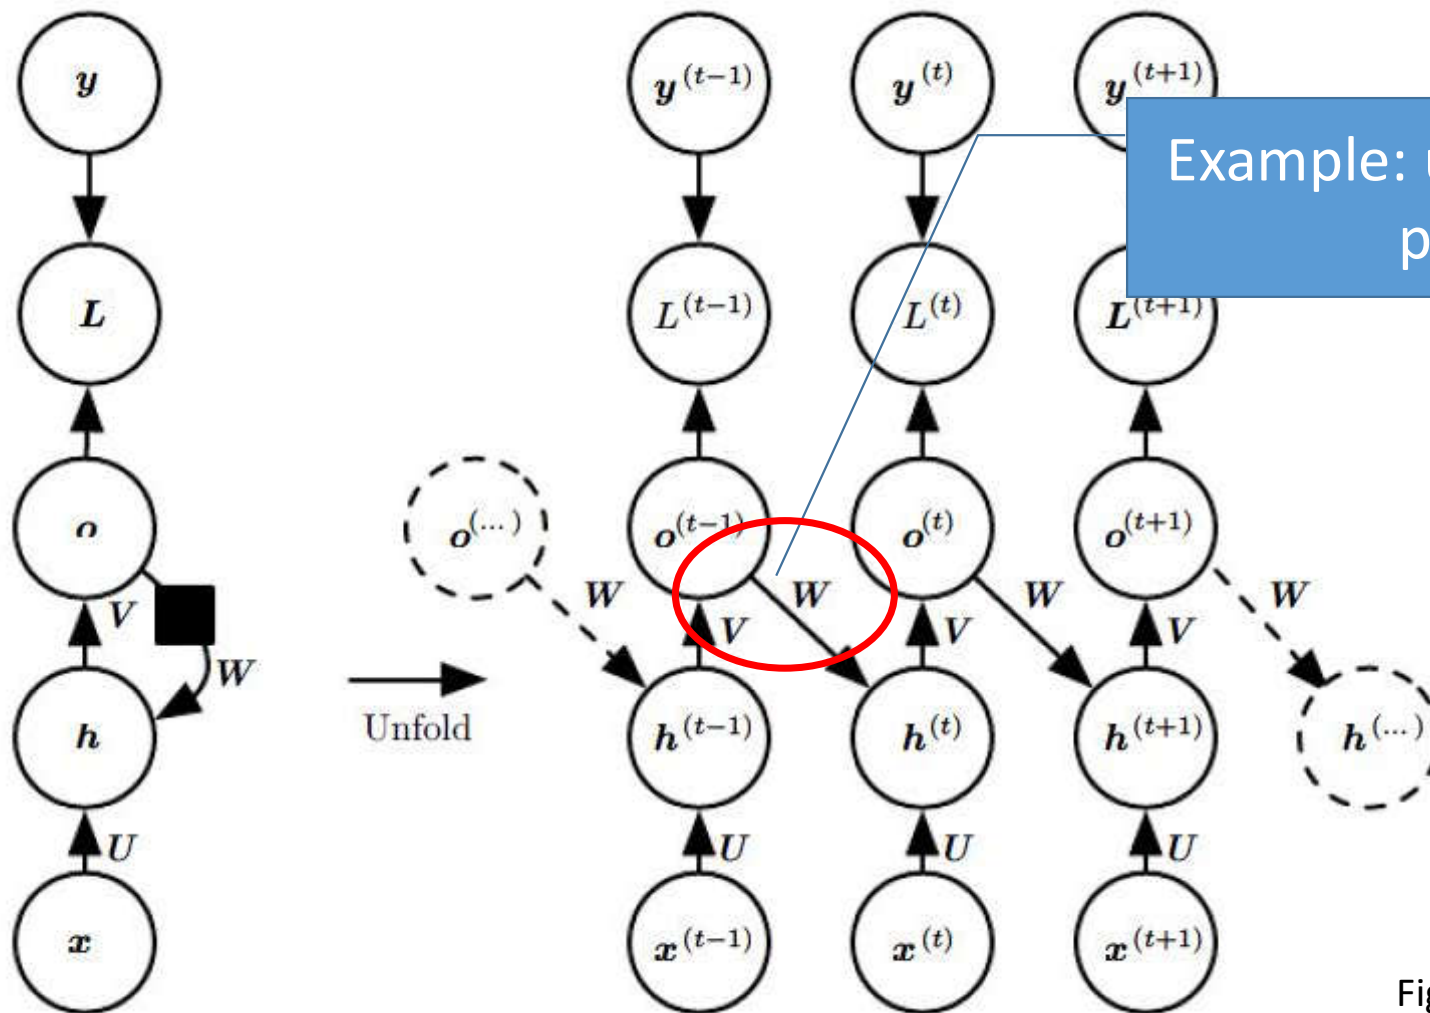 y y^(t−1) y^(t) y^(t+1)
Example:
L L^(t−1) L^(t) L^(t+1)
o o^(...) o^(t−1) o^(t) o^(t+1)
W W W W
V V V V
W
Unfold
h h^(t−1) h^(t) h^(t+1) h^(...)
U U U U
x x^(t−1) x^(t) x^(t+1)